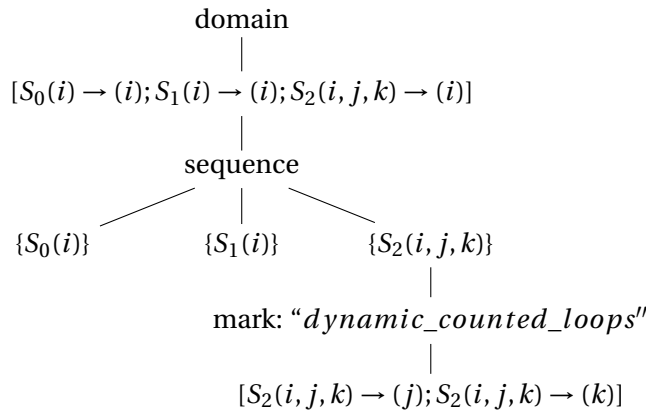 domain
[S₀(i) → (i); S₁(i) → (i); S₂(i, j, k) → (i)]
sequence
{S₀(i)} {S₁(i)} {S₂(i, j, k)}
mark: “dynamic_counted_loops″
[S₂(i, j, k) → (j); S₂(i, j, k) → (k)]